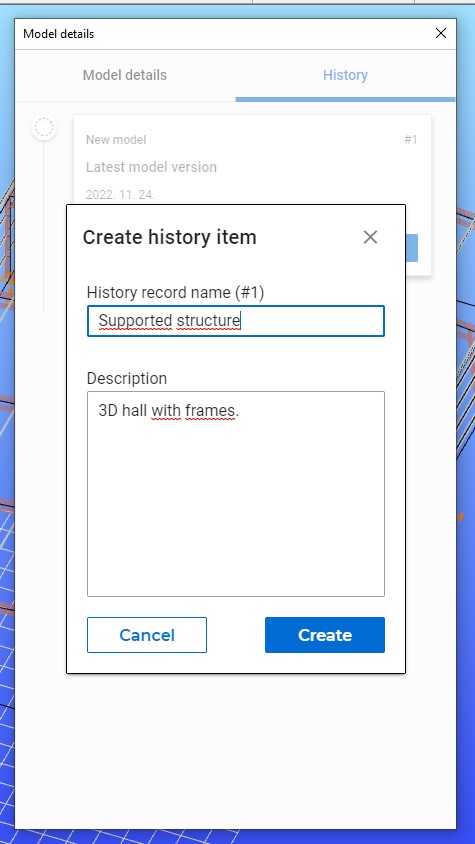 Model details
Model details History
New model #1
Latest model version
2022. 11. 24.
Create history item
History record name (#1)
Supported structure
Description
3D hall with frames.
Cancel Create